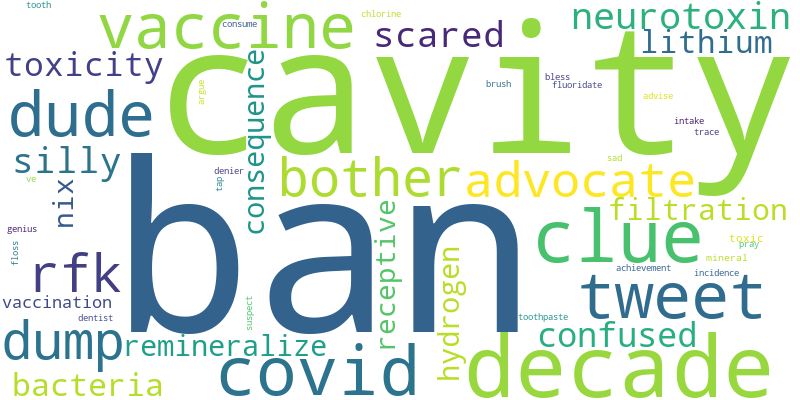 tooth
vaccine
consume
chlorine
scared
neurotoxin
lithium
toxicity
cavity
consequence
argue
brush
bless
fluoridate
advise
dude
intake
trace
silly
ve
denier
tap
nix
bother
advocate
sad
ban
receptive
clue
filtration
genius
floss
toxic
pray
mineral
hydrogen
achievement
incidence
rfk
tweet
vaccination
suspect
dentist
toothpaste
dump
remineralize
confused
covid
decade
bacteria